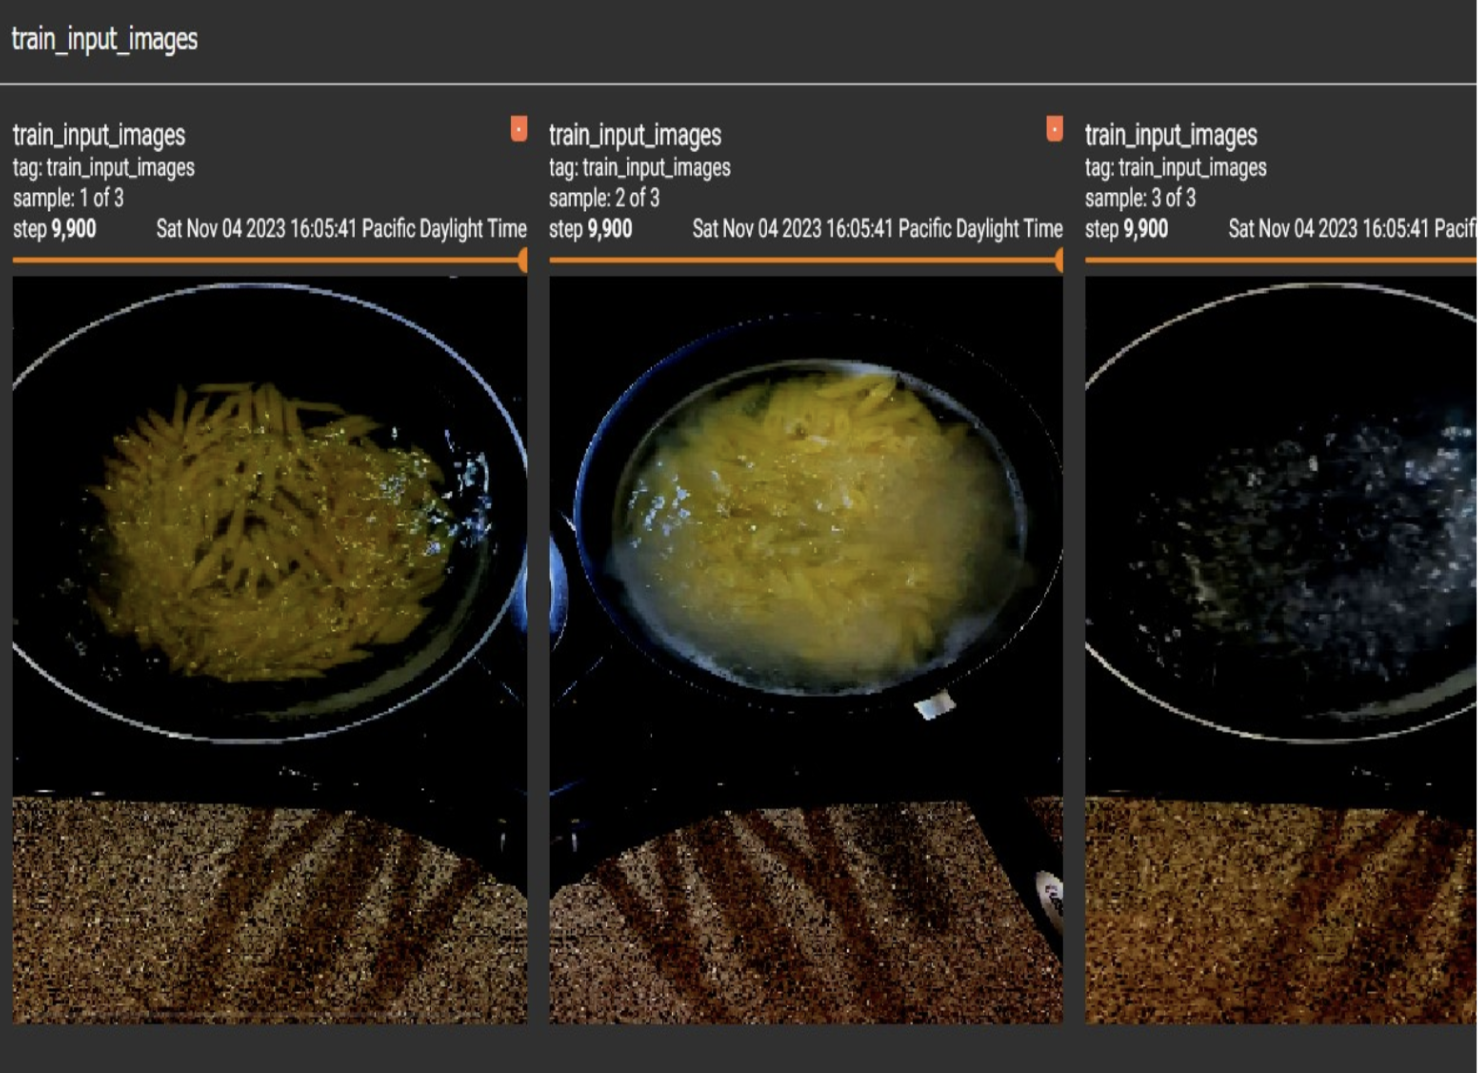 train_input_images
train_input_images
tag: train_input_images
sample: 1 of 3
step 9,900 Sat Nov 04 2023 16:05:41 Pacific Daylight Time
train_input_images
tag: train_input_images
sample: 2 of 3
step 9,900 Sat Nov 04 2023 16:05:41 Pacific Daylight Time
train_input_images
tag: train_input_images
sample: 3 of 3
step 9,900 Sat Nov 04 2023 16:05:41